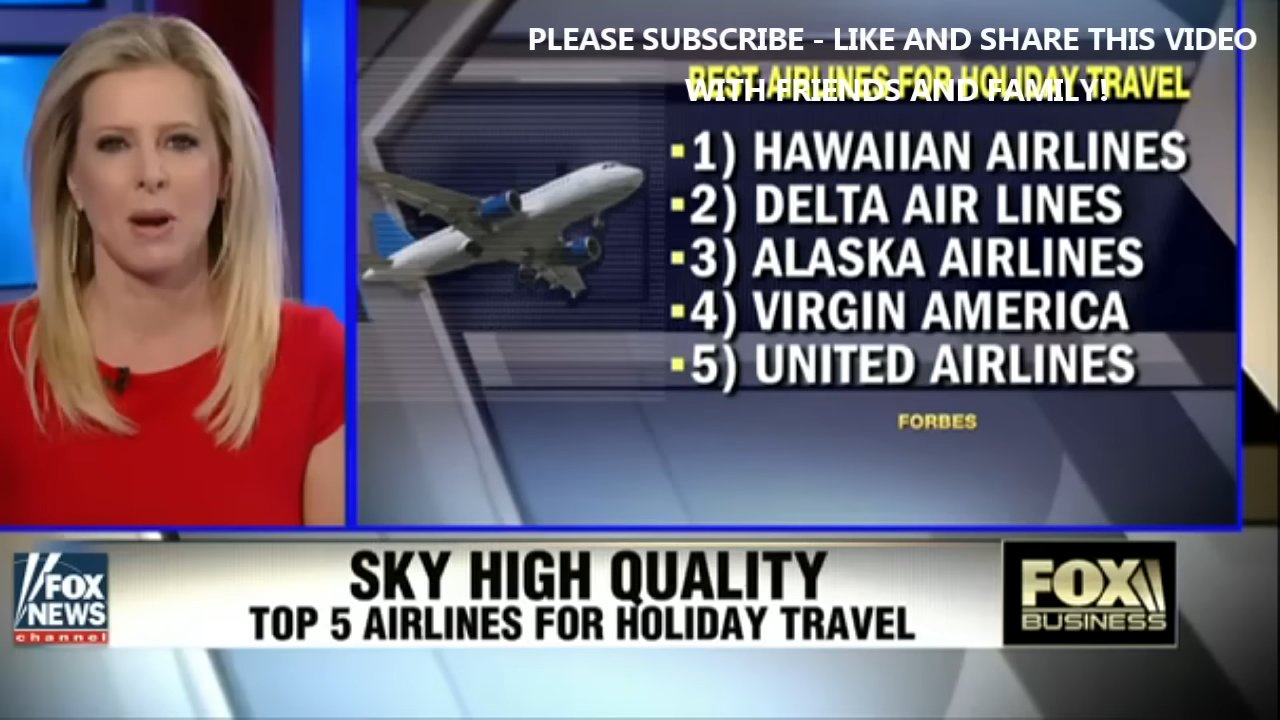 PLEASE SUBSCRIBE - LIKE AND SHARE THIS VIDEO
BEST AIRLINES FOR HOLIDAY TRAVEL
WITH FRIENDS AND FAMILY!
1) HAWAIIAN AIRLINES
2) DELTA AIR LINES
3) ALASKA AIRLINES
4) VIRGIN AMERICA
5) UNITED AIRLINES
FORBES
SKY HIGH QUALITY
TOP 5 AIRLINES FOR HOLIDAY TRAVEL
FOX
NEWS
channel
FOX
BUSINESS